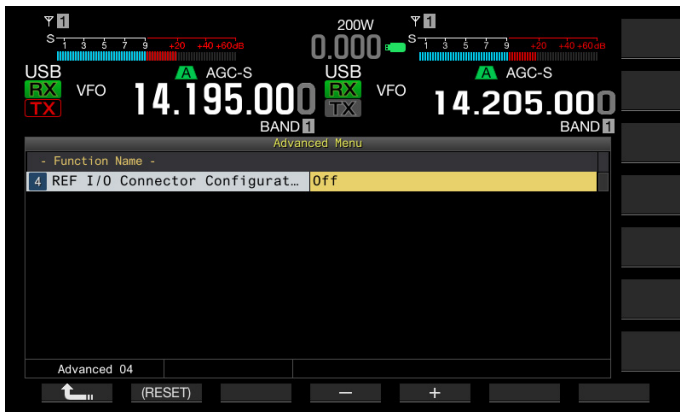 1 200W 1
S 1 3 5 7 9 +20 +40 +60dB 0.000 S 1 3 5 7 9 +20 +40 +60dB
USB A AGC-S USB A AGC-S
RX VFO 14.195.000 RX VFO 14.205.000
TX TX
BAND 1 BAND 1
Advanced Menu
- Function Name -
4 REF I/O Connector Configurat… Off
Advanced 04
(RESET) − +